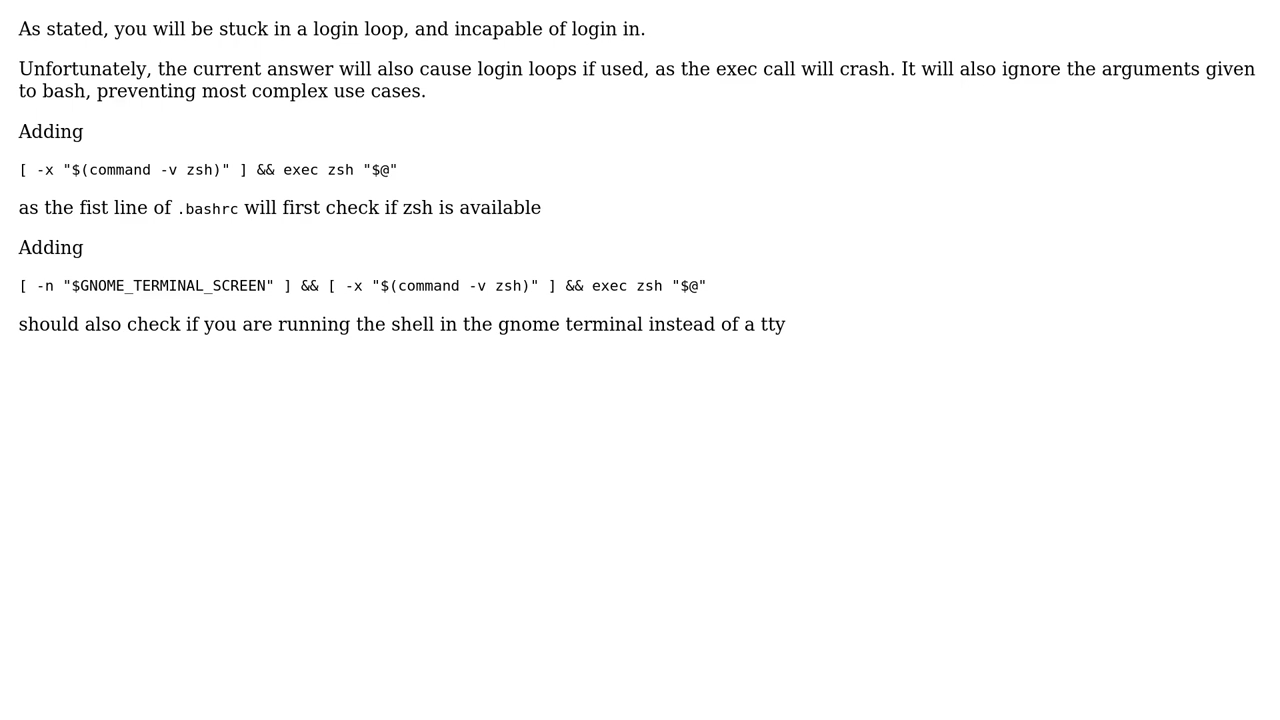 As stated, you will be stuck in a login loop, and incapable of login in.
Unfortunately, the current answer will also cause login loops if used, as the exec call will crash. It will also ignore the arguments given
to bash, preventing most complex use cases.
Adding
[ -x "$(command -v zsh)" ] && exec zsh "$@"
as the fist line of .bashrc will first check if zsh is available
Adding
[ -n "$GNOME_TERMINAL_SCREEN" ] && [ -x "$(command -v zsh)" ] && exec zsh "$@"
should also check if you are running the shell in the gnome terminal instead of a tty